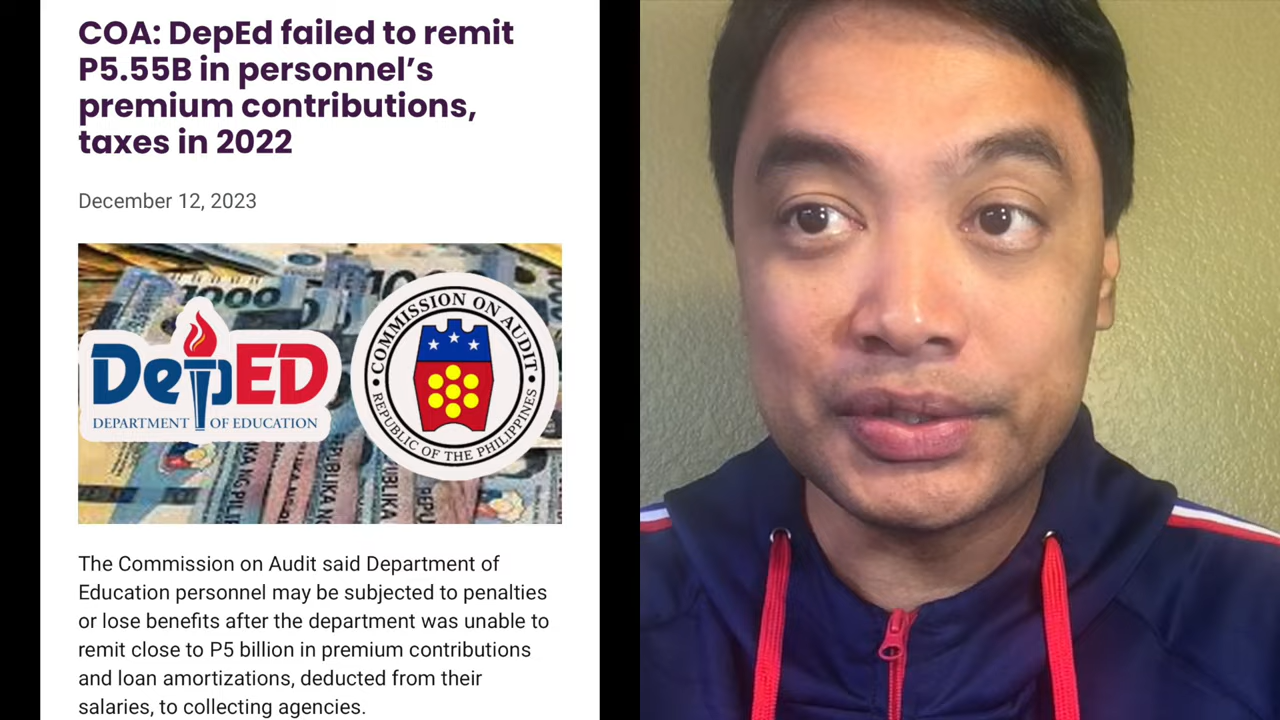 COA: DepEd failed to remit
P5.55B in personnel's
premium contributions,
taxes in 2022
December 12, 2023
1000
DepED
DEPARTMENT OF EDUCATION
COMMISSION ON AUDIT
REPUBLIC OF THE PHILIPPINES
The Commission on Audit said Department of
Education personnel may be subjected to penalties
or lose benefits after the department was unable to
remit close to P5 billion in premium contributions
and loan amortizations, deducted from their
salaries, to collecting agencies.